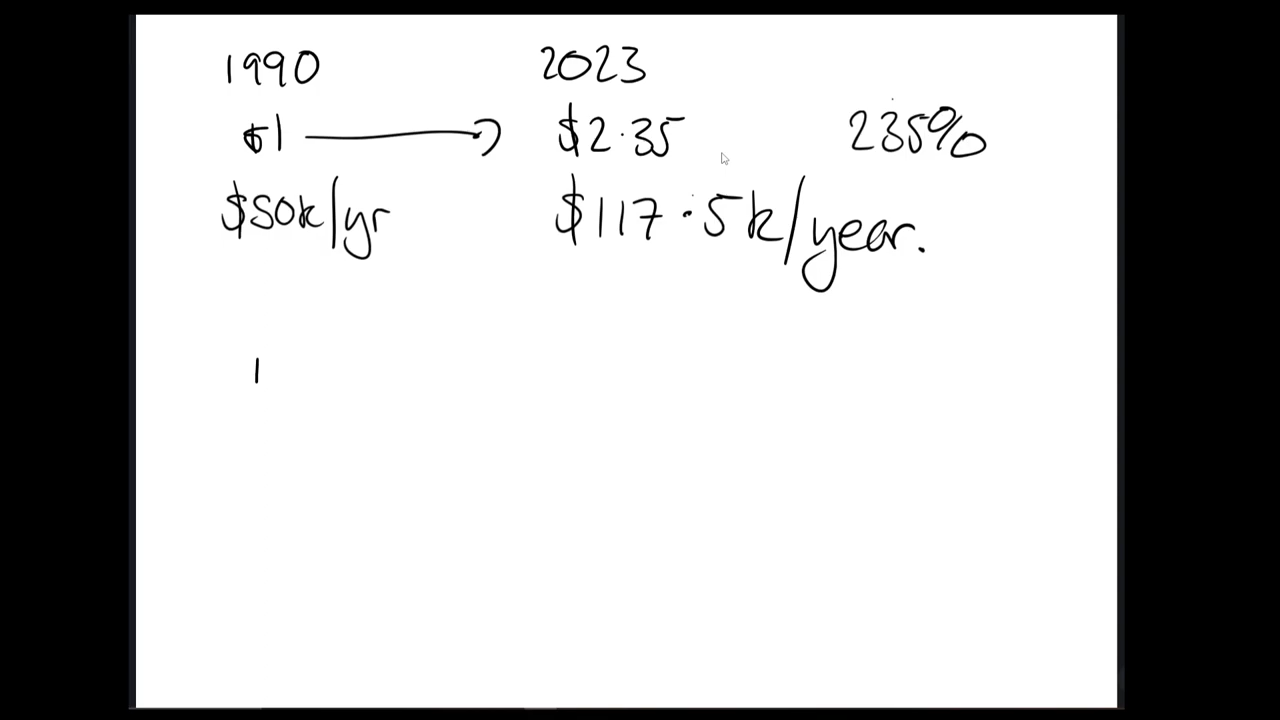 1990 2023
$1 → $2.35 235%
$50k/yr $117.5k/year.
1